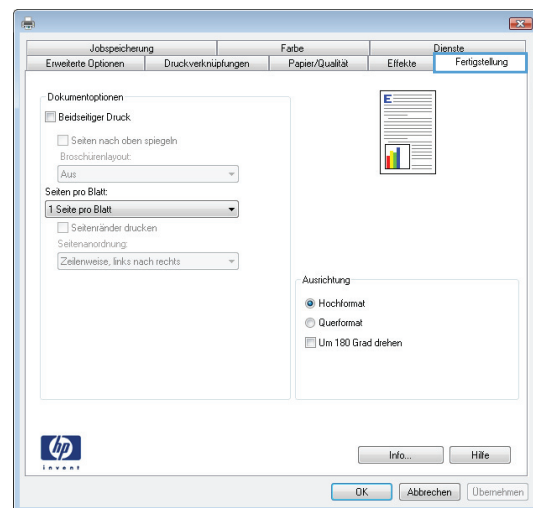 Jobspeicherung
Farbe
Dienste
Erweiterte Optionen
Druckverknüpfungen
Papier/Qualität
Effekte
Fertigstellung
Dokumentoptionen
Beidseitiger Druck
Seiten nach oben spiegeln
Broschürenlayout:
Aus
Seiten pro Blatt:
1 Seite pro Blatt
Seitenränder drucken
Seitenanordnung:
Zeilenweise, links nach rechts
E
Ausrichtung
Hochformat
Querformat
Um 180 Grad drehen
hp
invent
Info...
Hilfe
OK
Abbrechen
Übernehmen